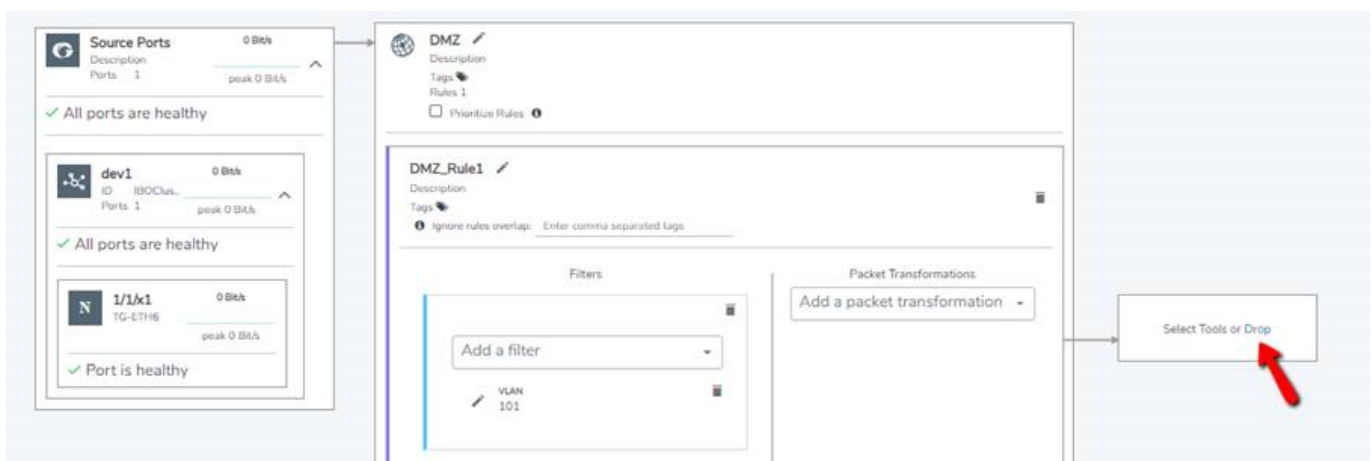 Source Ports
0 Bit/s
Description
Ports 1
peak 0 Bit/s
All ports are healthy
dev1
0 Bit/s
ID IBOClus..
Ports 1
peak 0 Bit/s
All ports are healthy
N
1/1/x1
0 Bit/s
TG-ETH6
peak 0 Bit/s
Port is healthy
DMZ
Description
Tags
Rules 1
Prioritize Rules
DMZ_Rule1
Description
Tags
Ignore rules overlap: Enter comma separated tags
Filters
Add a filter
VLAN
101
Packet Transformations
Add a packet transformation
Select Tools or Drop